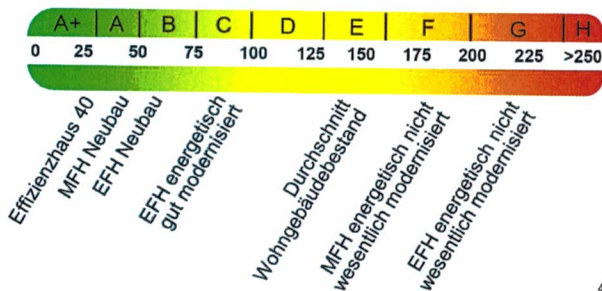 A+ A B C D E F G H
0 25 50 75 100 125 150 175 200 225 >250
Effizienzhaus 40
MFH Neubau
EFH Neubau
EFH energetisch
gut modernisiert
Durchschnitt
Wohngebäudebestand
MFH energetisch nicht
wesentlich modernisiert
EFH energetisch nicht
wesentlich modernisiert